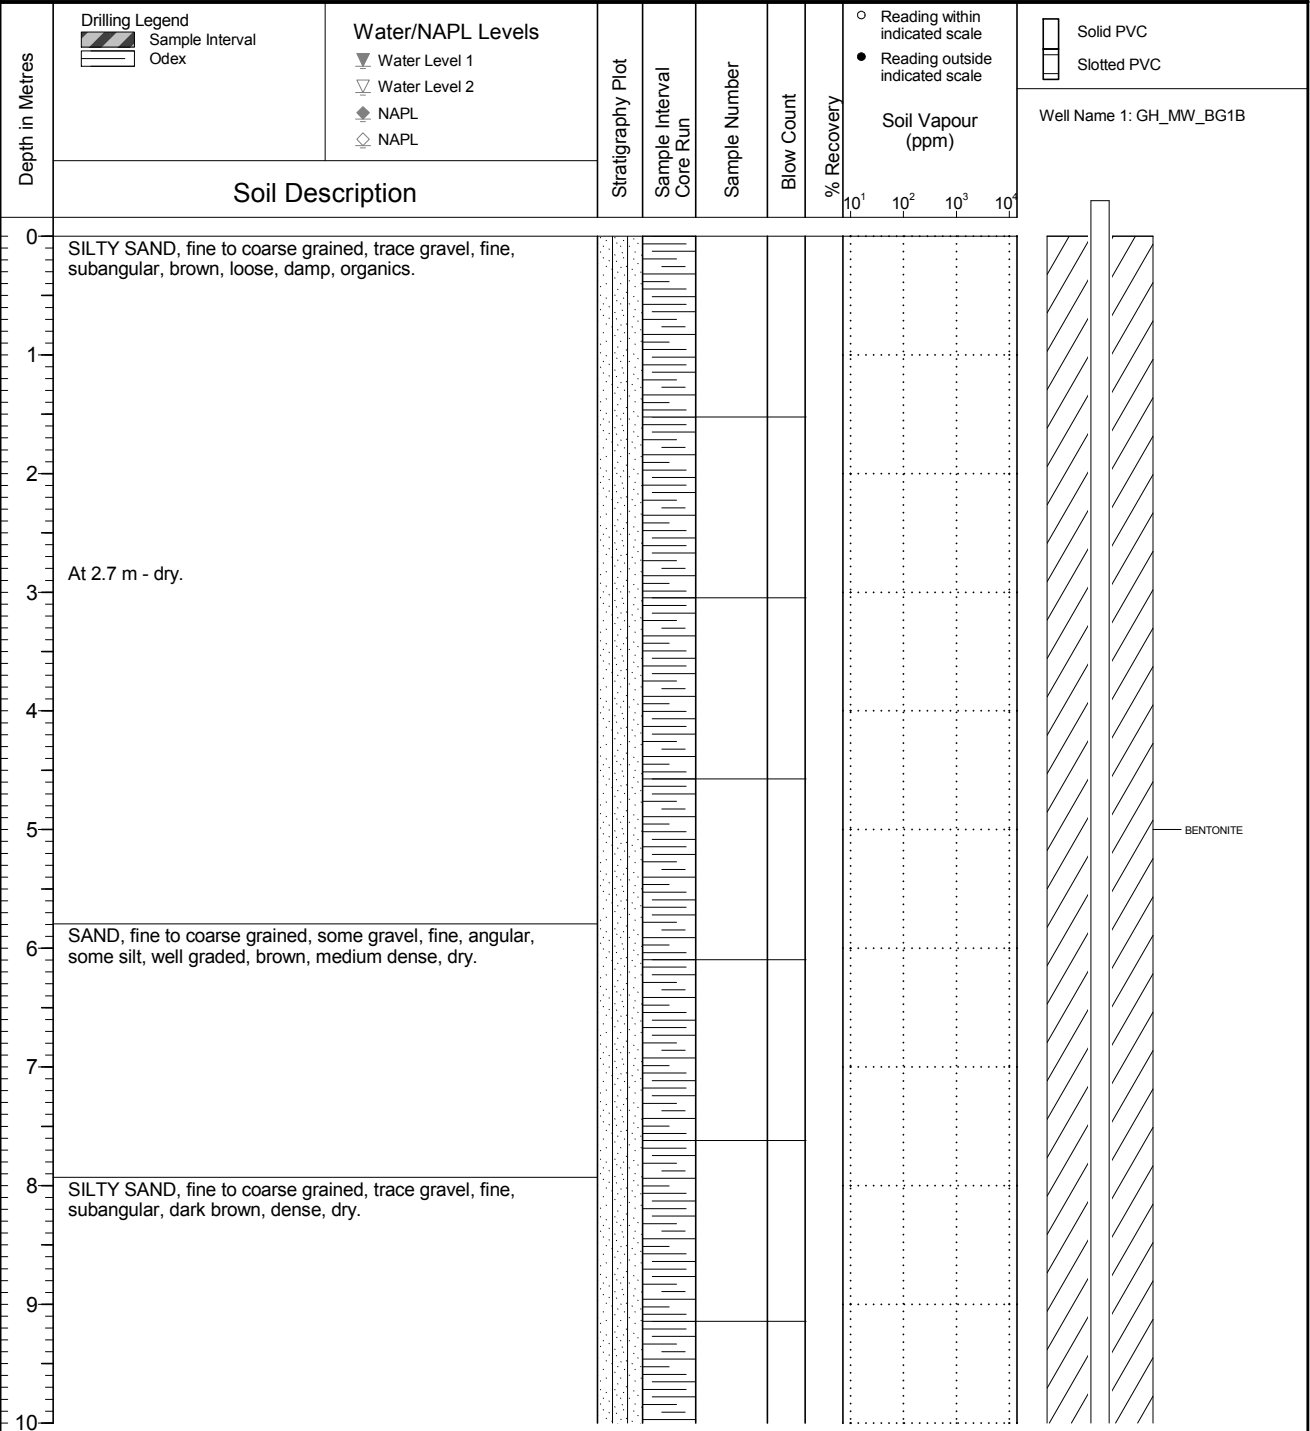 Drilling Legend
Sample Interval
Odex
Water/NAPL Levels
Water Level 1
Water Level 2
NAPL
NAPL
Depth in Metres
Soil Description
Stratigraphy Plot
Sample Interval
Core Run
Sample Number
Blow Count
% Recovery
Reading within
indicated scale
Reading outside
indicated scale
Soil Vapour
(ppm)
10¹ 10² 10³ 10⁴
Solid PVC
Slotted PVC
Well Name 1: GH_MW_BG1B
0
SILTY SAND, fine to coarse grained, trace gravel, fine,
subangular, brown, loose, damp, organics.
1
2
At 2.7 m - dry.
3
4
5
BENTONITE
SAND, fine to coarse grained, some gravel, fine, angular,
6
some silt, well graded, brown, medium dense, dry.
7
8
SILTY SAND, fine to coarse grained, trace gravel, fine,
subangular, dark brown, dense, dry.
9
10